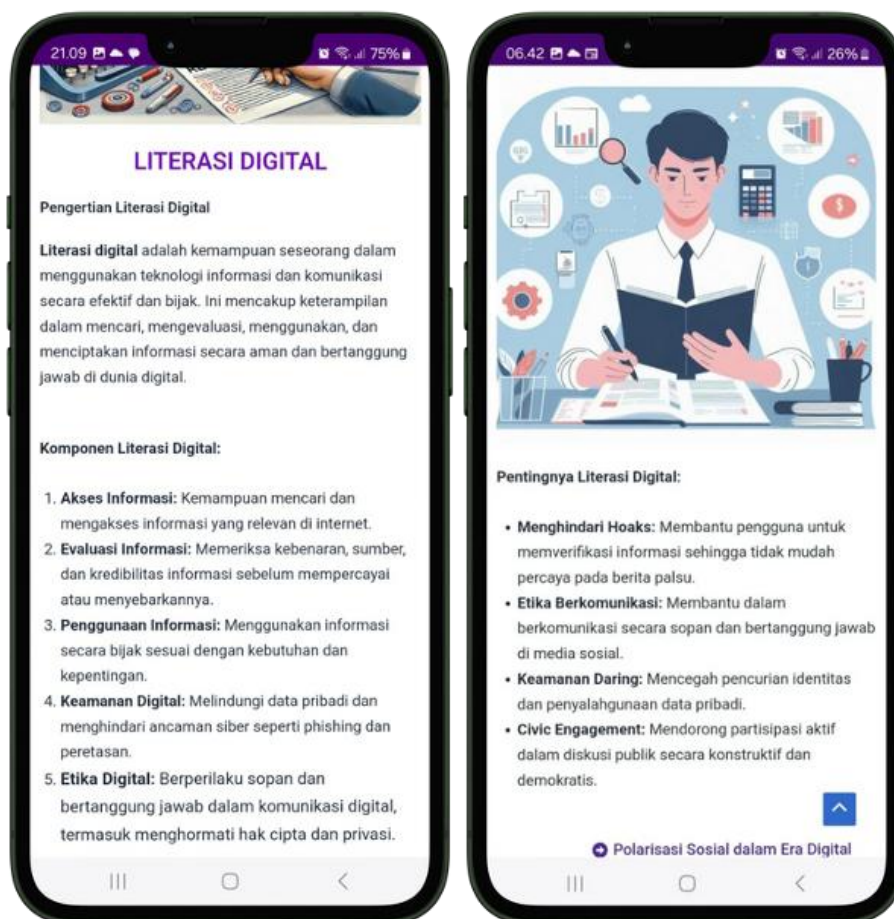 21.09
75%
LITERASI DIGITAL
Pengertian Literasi Digital
Literasi digital adalah kemampuan seseorang dalam
menggunakan teknologi informasi dan komunikasi
secara efektif dan bijak. Ini mencakup keterampilan
dalam mencari, mengevaluasi, menggunakan, dan
menciptakan informasi secara aman dan bertanggung
jawab di dunia digital.
Komponen Literasi Digital:
1. Akses Informasi: Kemampuan mencari dan
mengakses informasi yang relevan di internet.
2. Evaluasi Informasi: Memeriksa kebenaran, sumber,
dan kredibilitas informasi sebelum mempercayai
atau menyebarkannya.
3. Penggunaan Informasi: Menggunakan informasi
secara bijak sesuai dengan kebutuhan dan
kepentingan.
4. Keamanan Digital: Melindungi data pribadi dan
menghindari ancaman siber seperti phishing dan
peretasan.
5. Etika Digital: Berperilaku sopan dan
bertanggung jawab dalam komunikasi digital,
termasuk menghormati hak cipta dan privasi.
06.42
26%
Pentingnya Literasi Digital:
• Menghindari Hoaks: Membantu pengguna untuk
memverifikasi informasi sehingga tidak mudah
percaya pada berita palsu.
• Etika Berkomunikasi: Membantu dalam
berkomunikasi secara sopan dan bertanggung jawab
di media sosial.
• Keamanan Daring: Mencegah pencurian identitas
dan penyalahgunaan data pribadi.
• Civic Engagement: Mendorong partisipasi aktif
dalam diskusi publik secara konstruktif dan
demokratis.
Polarisasi Sosial dalam Era Digital